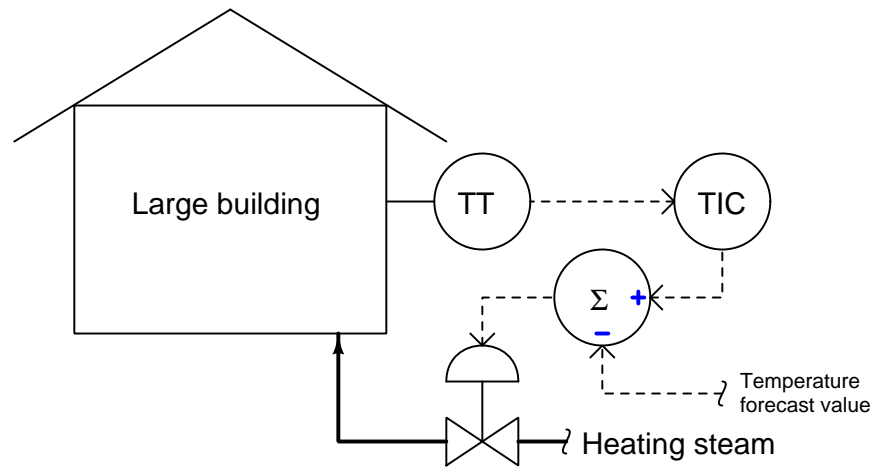 Large building
TT
TIC
Σ
+
−
Temperature
forecast value
Heating steam